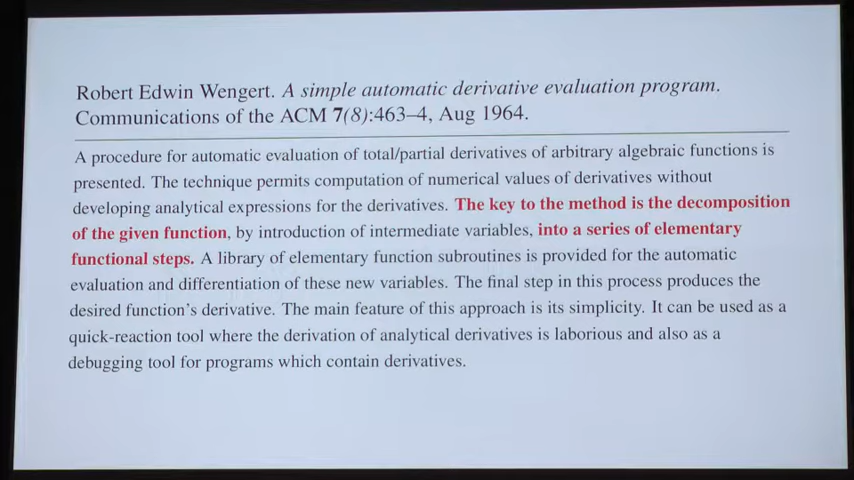 Robert Edwin Wengert. A simple automatic derivative evaluation program.
Communications of the ACM 7(8):463–4, Aug 1964.
A procedure for automatic evaluation of total/partial derivatives of arbitrary algebraic functions is
presented. The technique permits computation of numerical values of derivatives without
developing analytical expressions for the derivatives. The key to the method is the decomposition
of the given function, by introduction of intermediate variables, into a series of elementary
functional steps. A library of elementary function subroutines is provided for the automatic
evaluation and differentiation of these new variables. The final step in this process produces the
desired function's derivative. The main feature of this approach is its simplicity. It can be used as a
quick-reaction tool where the derivation of analytical derivatives is laborious and also as a
debugging tool for programs which contain derivatives.